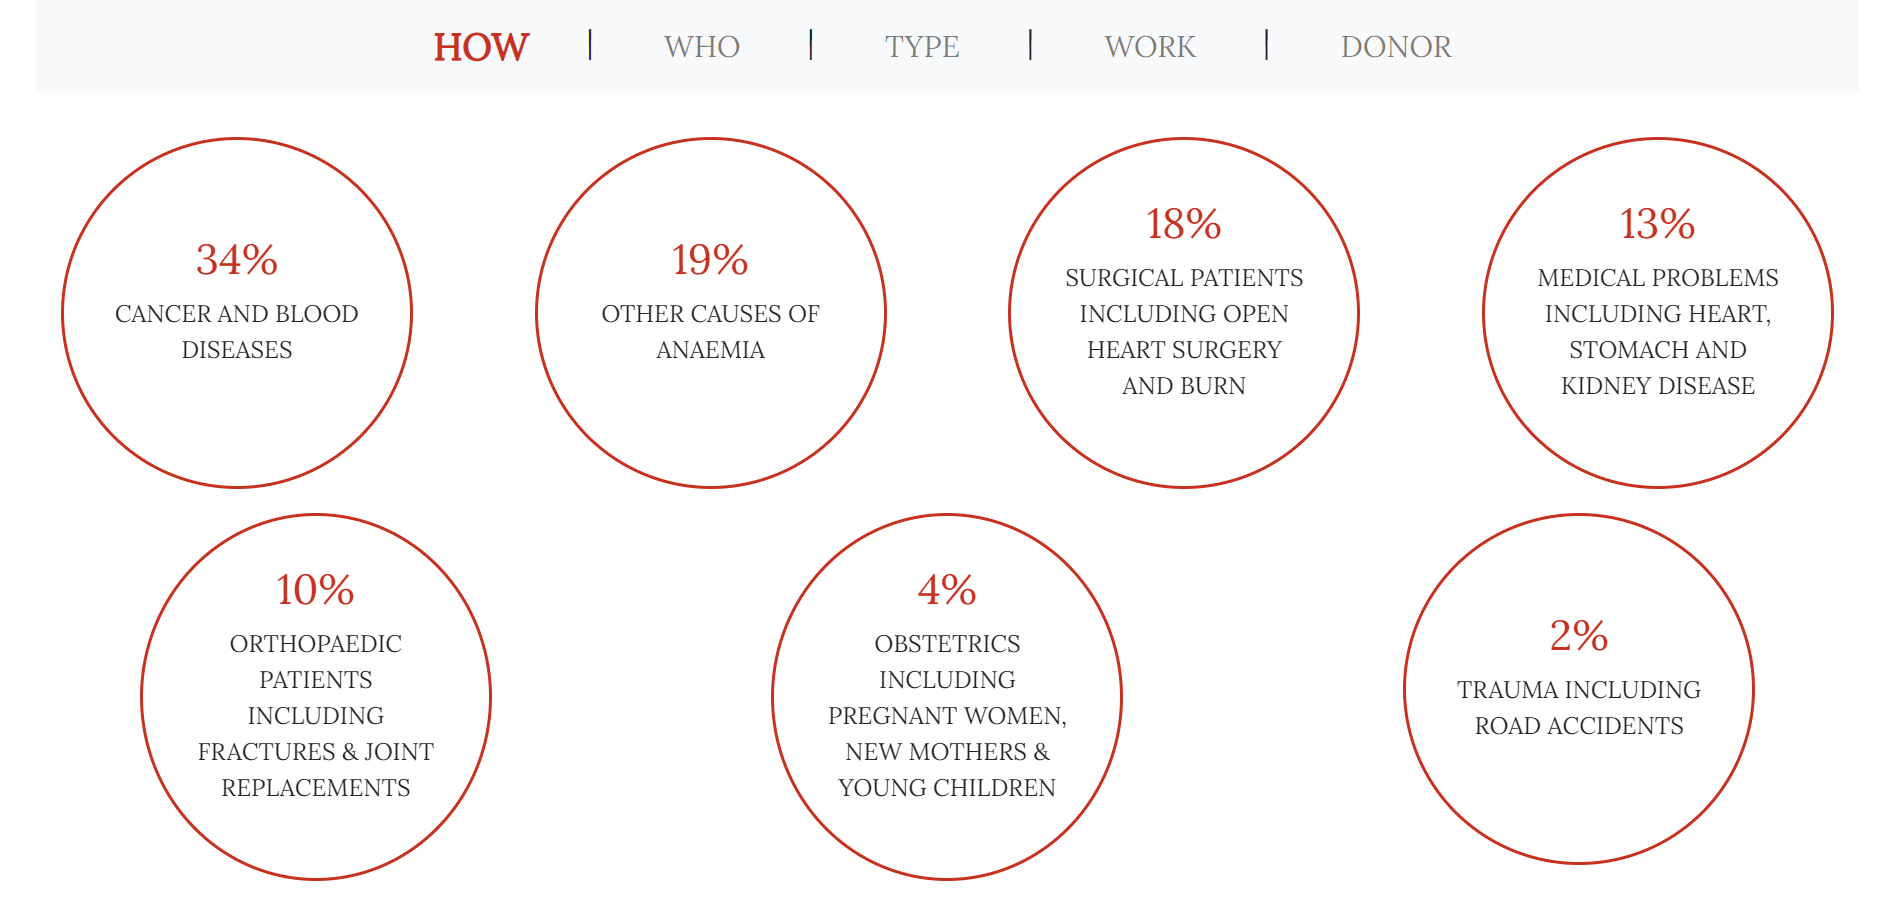 HOW | WHO | TYPE | WORK | DONOR
34%
CANCER AND BLOOD
DISEASES
19%
OTHER CAUSES OF
ANAEMIA
18%
SURGICAL PATIENTS
INCLUDING OPEN
HEART SURGERY
AND BURN
13%
MEDICAL PROBLEMS
INCLUDING HEART,
STOMACH AND
KIDNEY DISEASE
10%
ORTHOPAEDIC
PATIENTS
INCLUDING
FRACTURES & JOINT
REPLACEMENTS
4%
OBSTETRICS
INCLUDING
PREGNANT WOMEN,
NEW MOTHERS &
YOUNG CHILDREN
2%
TRAUMA INCLUDING
ROAD ACCIDENTS